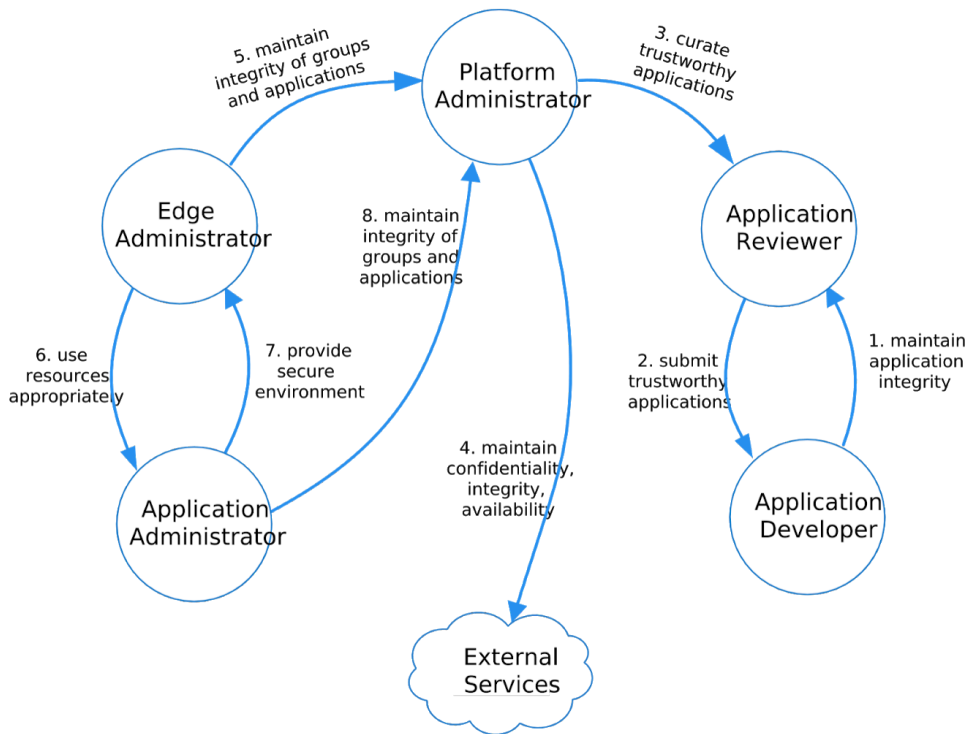 5. maintain
integrity of groups
and applications
Platform
Administrator
3. curate
trustworthy
applications
Edge
Administrator
8. maintain
integrity of
groups and
applications
Application
Reviewer
6. use
resources
appropriately
7. provide
secure
environment
2. submit
trustworthy
applications
1. maintain
application
integrity
4. maintain
confidentiality,
integrity,
availability
Application
Administrator
Application
Developer
External
Services